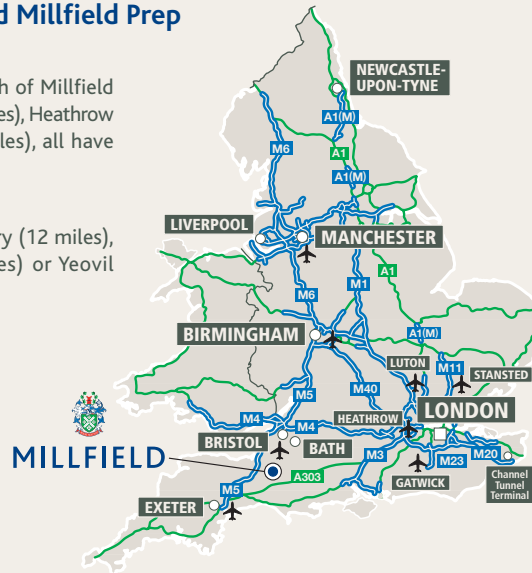 d Millfield Prep
h of Millfield
es), Heathrow
les), all have
ry (12 miles),
es) or Yeovil
NEWCASTLE-
UPON-TYNE
A1(M)
A1
M6
A1(M)
LIVERPOOL
MANCHESTER
A1
M6
M1
BIRMINGHAM
A1(M)
LUTON
M11
STANSTED
M5
M40
M4
M4
HEATHROW
LONDON
BRISTOL
BATH
MILLFIELD
M3
M23
M20
A303
GATWICK
Channel
Tunnel
Terminal
EXETER
M5